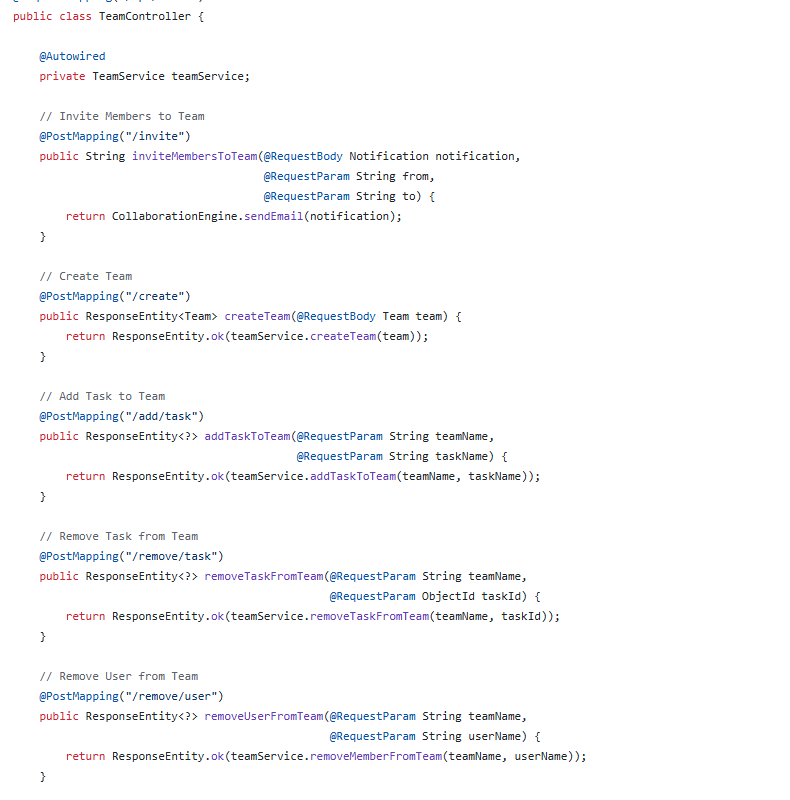 public class TeamController {
@Autowired
private TeamService teamService;
// Invite Members to Team
@PostMapping("/invite")
public String inviteMembersToTeam(@RequestBody Notification notification,
@RequestParam String from,
@RequestParam String to) {
return CollaborationEngine.sendEmail(notification);
}
// Create Team
@PostMapping("/create")
public ResponseEntity<Team> createTeam(@RequestBody Team team) {
return ResponseEntity.ok(teamService.createTeam(team));
}
// Add Task to Team
@PostMapping("/add/task")
public ResponseEntity<?> addTaskToTeam(@RequestParam String teamName,
@RequestParam String taskName) {
return ResponseEntity.ok(teamService.addTaskToTeam(teamName, taskName));
}
// Remove Task from Team
@PostMapping("/remove/task")
public ResponseEntity<?> removeTaskFromTeam(@RequestParam String teamName,
@RequestParam ObjectId taskId) {
return ResponseEntity.ok(teamService.removeTaskFromTeam(teamName, taskId));
}
// Remove User from Team
@PostMapping("/remove/user")
public ResponseEntity<?> removeUserFromTeam(@RequestParam String teamName,
@RequestParam String userName) {
return ResponseEntity.ok(teamService.removeMemberFromTeam(teamName, userName));
}